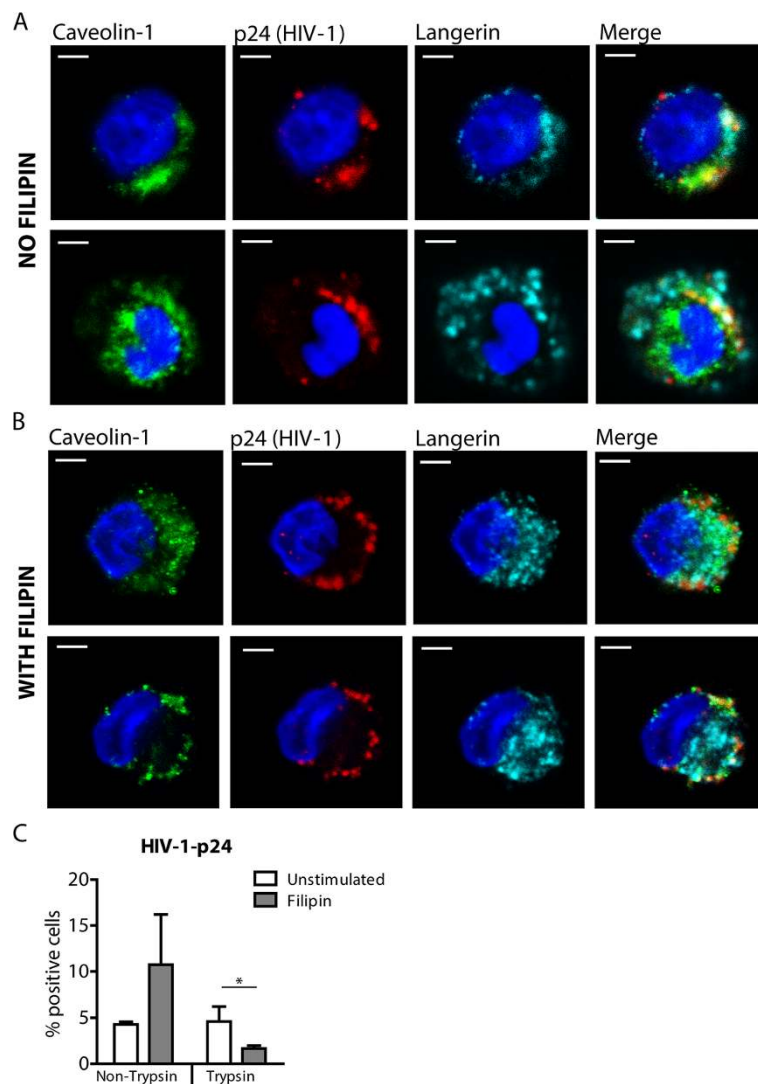 A
Caveolin-1 p24 (HIV-1) Langerin Merge
NO FILIPIN
B
Caveolin-1 p24 (HIV-1) Langerin Merge
WITH FILIPIN
C
HIV-1-p24
Unstimulated
Filipin
% positive cells
20
15
10
5
0
*
Non-Trypsin Trypsin